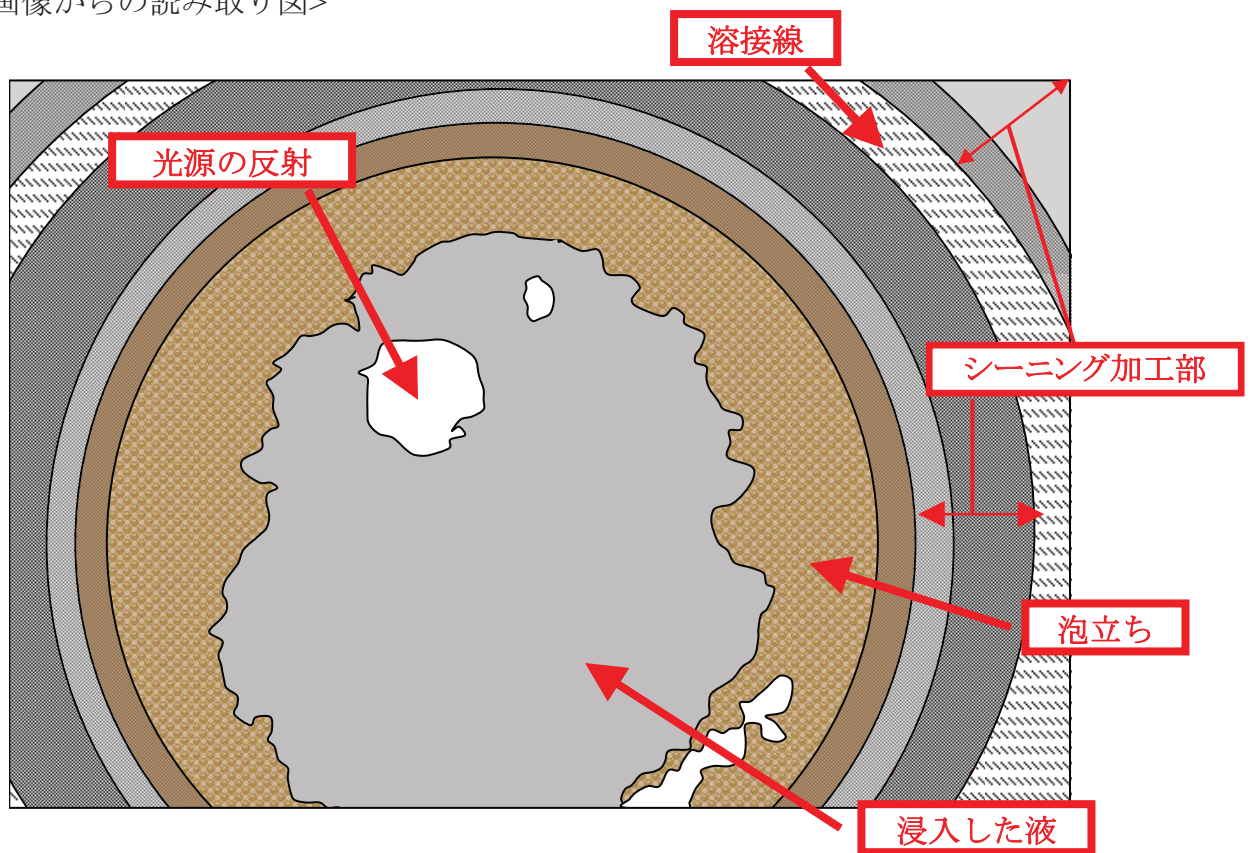 画像からの読み取り図>
溶接線
光源の反射
シーニング加工部
泡立ち
浸入した液